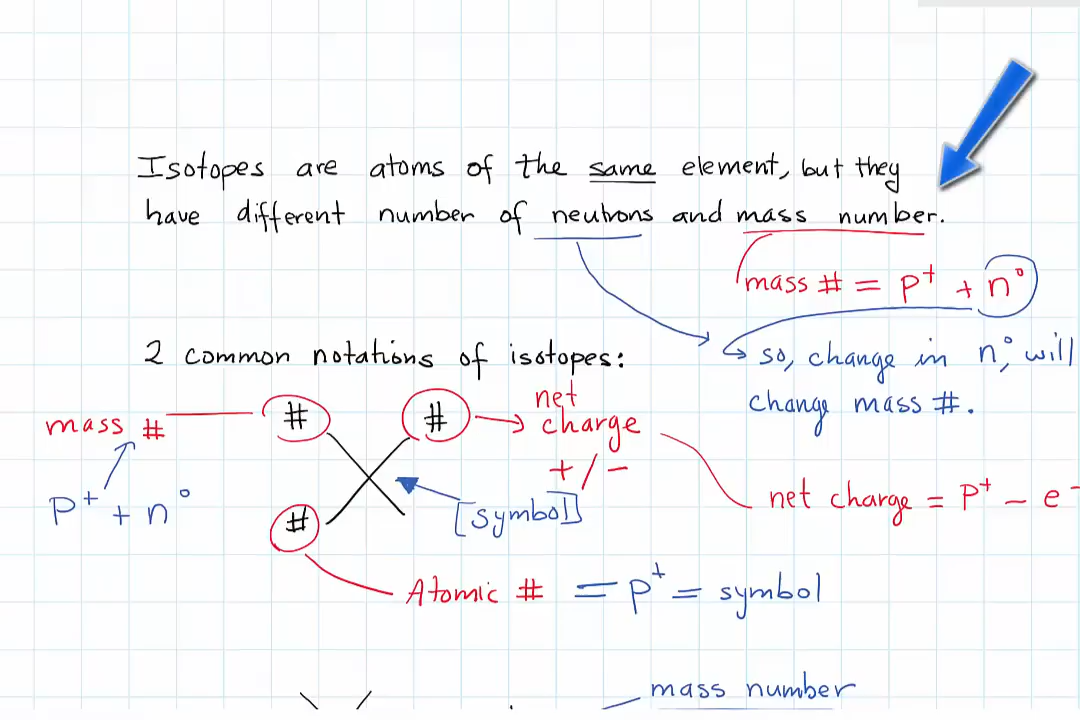 Isotopes are atoms of the same element, but they
have different number of neutrons and mass number.
mass # = p⁺ + n°
so, change in n°, will
change mass #.
2 common notations of isotopes:
mass #
#
#
net
charge
+/-
p⁺ + n°
X
[symbol]
net charge = p⁺ - e⁻
#
Atomic # = p⁺ = symbol
mass number